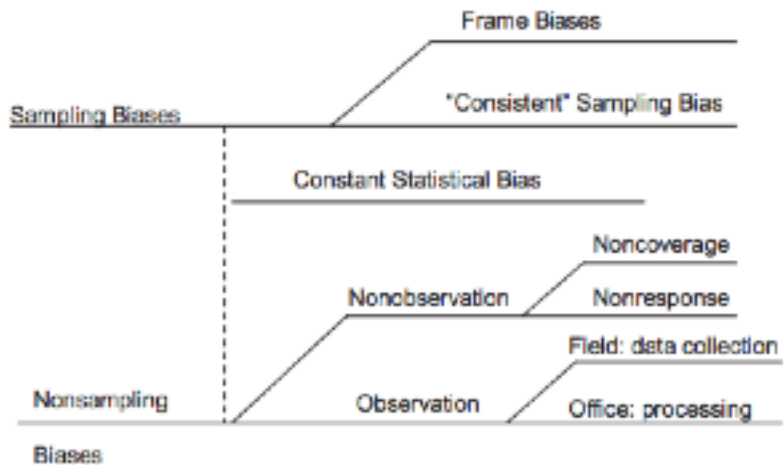 Frame Biases
"Consistent" Sampling Bias
Sampling Biases
Constant Statistical Bias
Noncoverage
Nonobservation
Nonresponse
Field: data collection
Nonsampling
Observation
Office: processing
Biases